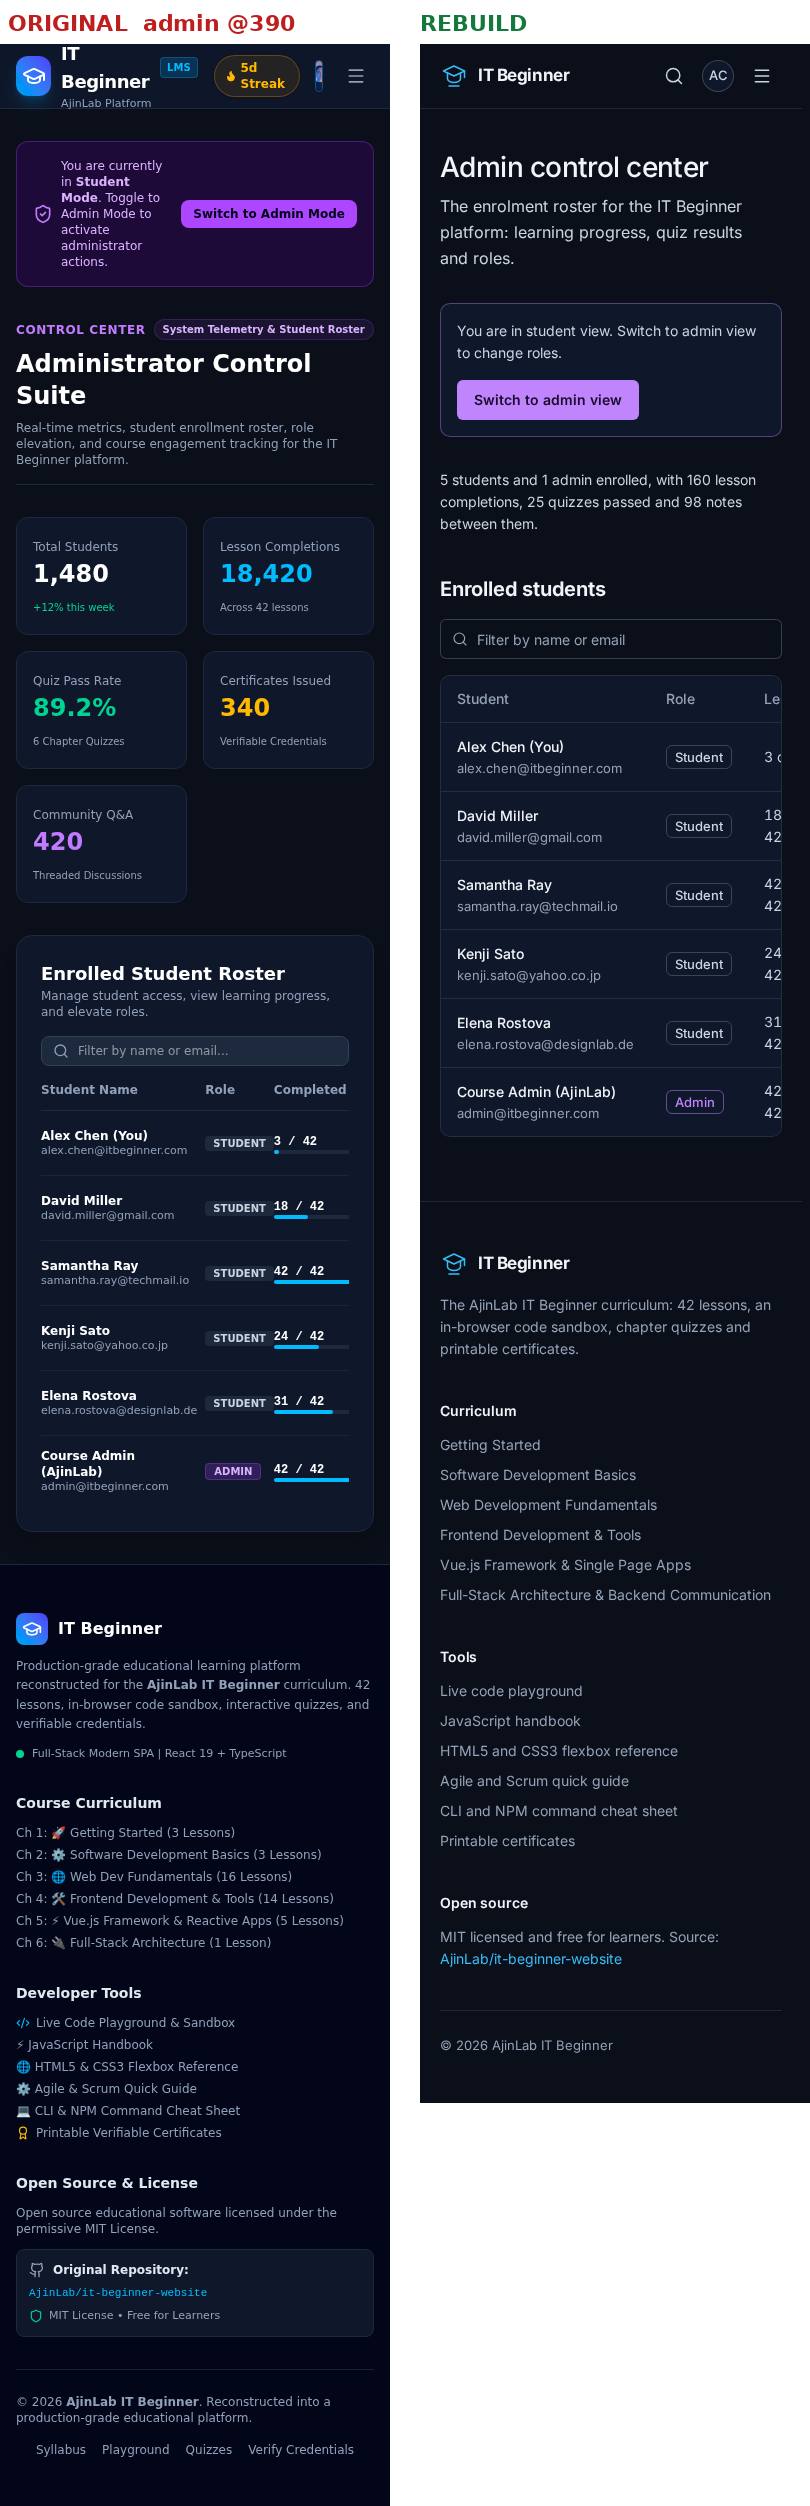 ORIGINAL admin @390
IT
Beginner
LMS
AjinLab Platform
5d
Streak
You are currently
in Student
Mode. Toggle to
Admin Mode to
activate
administrator
actions.
Switch to Admin Mode
CONTROL CENTER
System Telemetry & Student Roster
Administrator Control
Suite
Real-time metrics, student enrollment roster, role
elevation, and course engagement tracking for the IT
Beginner platform.
Total Students
1,480
+12% this week
Lesson Completions
18,420
Across 42 lessons
Quiz Pass Rate
89.2%
6 Chapter Quizzes
Certificates Issued
340
Verifiable Credentials
Community Q&A
420
Threaded Discussions
Enrolled Student Roster
Manage student access, view learning progress,
and elevate roles.
Filter by name or email...
Student Name Role Completed
Alex Chen (You)
alex.chen@itbeginner.com
STUDENT
3 / 42
David Miller
david.miller@gmail.com
STUDENT
18 / 42
Samantha Ray
samantha.ray@techmail.io
STUDENT
42 / 42
Kenji Sato
kenji.sato@yahoo.co.jp
STUDENT
24 / 42
Elena Rostova
elena.rostova@designlab.de
STUDENT
31 / 42
Course Admin
(AjinLab)
admin@itbeginner.com
ADMIN
42 / 42
IT Beginner
Production-grade educational learning platform
reconstructed for the AjinLab IT Beginner curriculum. 42
lessons, in-browser code sandbox, interactive quizzes, and
verifiable credentials.
Full-Stack Modern SPA | React 19 + TypeScript
Course Curriculum
Ch 1: 🚀 Getting Started (3 Lessons)
Ch 2: ⚙️ Software Development Basics (3 Lessons)
Ch 3: 🌐 Web Dev Fundamentals (16 Lessons)
Ch 4: 🛠️ Frontend Development & Tools (14 Lessons)
Ch 5: ⚡ Vue.js Framework & Reactive Apps (5 Lessons)
Ch 6: 🔌 Full-Stack Architecture (1 Lesson)
Developer Tools
Live Code Playground & Sandbox
⚡ JavaScript Handbook
🌐 HTML5 & CSS3 Flexbox Reference
⚙️ Agile & Scrum Quick Guide
💻 CLI & NPM Command Cheat Sheet
Printable Verifiable Certificates
Open Source & License
Open source educational software licensed under the
permissive MIT License.
Original Repository:
AjinLab/it-beginner-website
MIT License • Free for Learners
© 2026 AjinLab IT Beginner. Reconstructed into a
production-grade educational platform.
Syllabus Playground Quizzes Verify Credentials
REBUILD
IT Beginner
AC
Admin control center
The enrolment roster for the IT Beginner
platform: learning progress, quiz results
and roles.
You are in student view. Switch to admin view
to change roles.
Switch to admin view
5 students and 1 admin enrolled, with 160 lesson
completions, 25 quizzes passed and 98 notes
between them.
Enrolled students
Filter by name or email
Student Role Le
Alex Chen (You)
alex.chen@itbeginner.com
Student
3
David Miller
david.miller@gmail.com
Student
18
42
Samantha Ray
samantha.ray@techmail.io
Student
42
42
Kenji Sato
kenji.sato@yahoo.co.jp
Student
24
42
Elena Rostova
elena.rostova@designlab.de
Student
31
42
Course Admin (AjinLab)
admin@itbeginner.com
Admin
42
42
IT Beginner
The AjinLab IT Beginner curriculum: 42 lessons, an
in-browser code sandbox, chapter quizzes and
printable certificates.
Curriculum
Getting Started
Software Development Basics
Web Development Fundamentals
Frontend Development & Tools
Vue.js Framework & Single Page Apps
Full-Stack Architecture & Backend Communication
Tools
Live code playground
JavaScript handbook
HTML5 and CSS3 flexbox reference
Agile and Scrum quick guide
CLI and NPM command cheat sheet
Printable certificates
Open source
MIT licensed and free for learners. Source:
AjinLab/it-beginner-website
© 2026 AjinLab IT Beginner